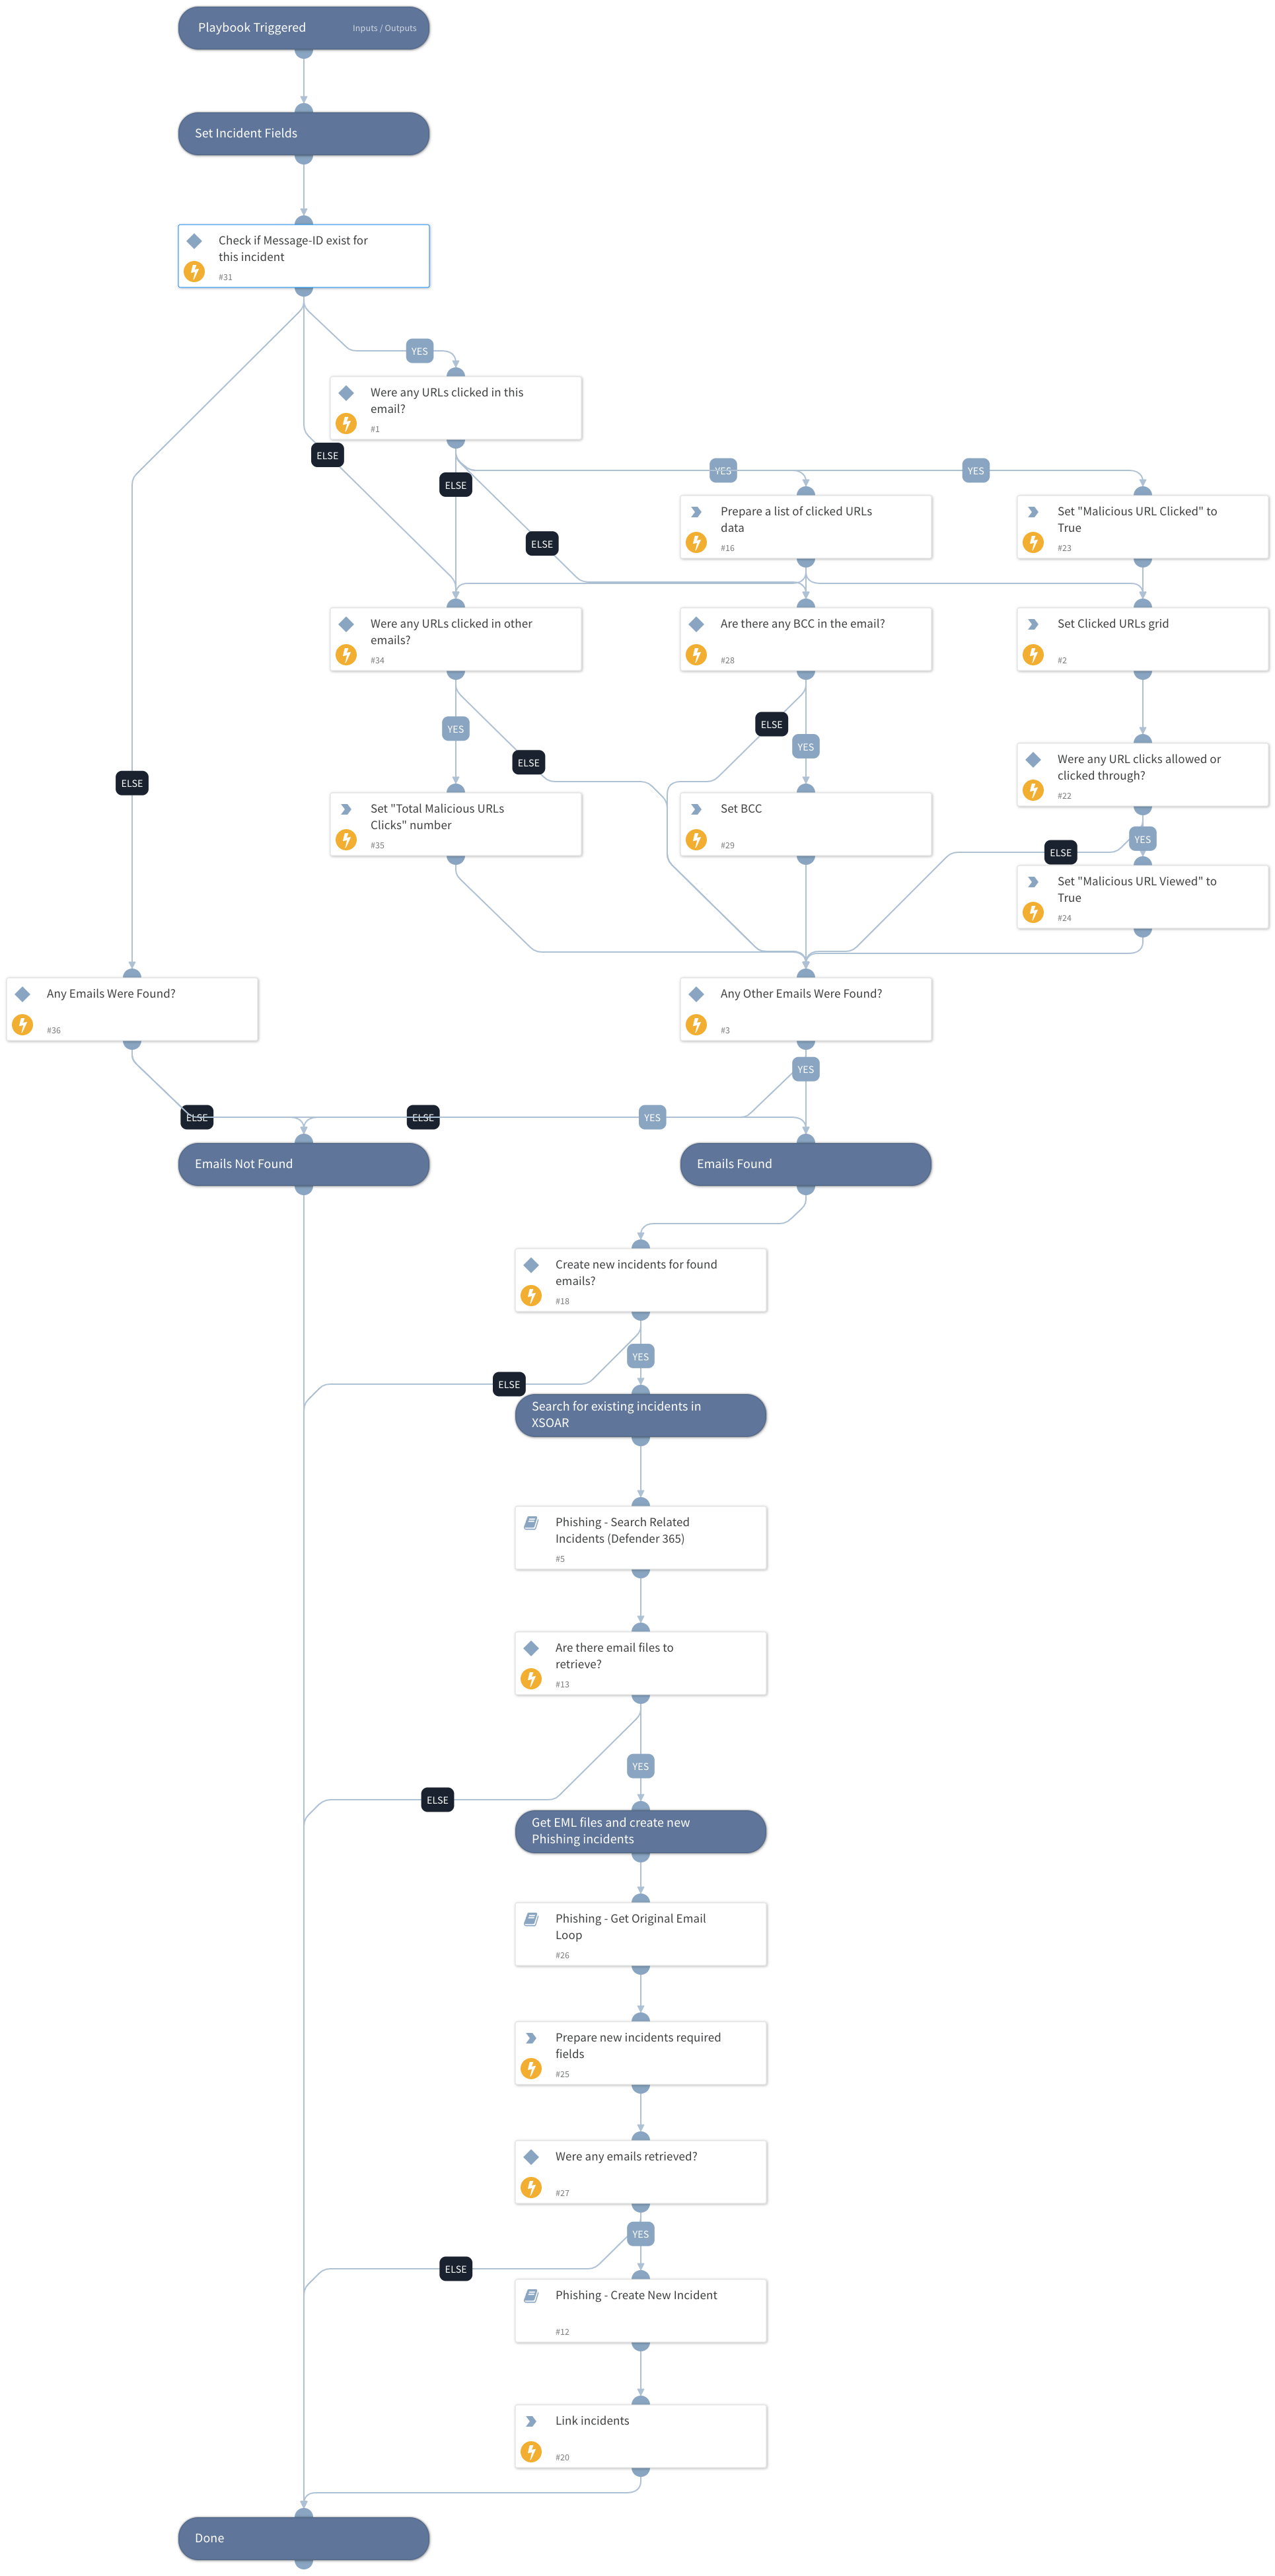 Playbook Triggered
Inputs / Outputs
Set Incident Fields
Check if Message-ID exist for
this incident
#31
YES
Were any URLs clicked in this
email?
#1
ELSE
YES
YES
ELSE
Prepare a list of clicked URLs
data
#16
Set "Malicious URL Clicked" to
True
#23
ELSE
Were any URLs clicked in other
emails?
#34
Are there any BCC in the email?
#28
Set Clicked URLs grid
#2
ELSE
YES
YES
ELSE
Were any URL clicks allowed or
clicked through?
#22
ELSE
Set "Total Malicious URLs
Clicks" number
#35
Set BCC
#29
YES
ELSE
Set "Malicious URL Viewed" to
True
#24
Any Emails Were Found?
#36
Any Other Emails Were Found?
#3
YES
ELSE
ELSE
YES
Emails Not Found
Emails Found
Create new incidents for found
emails?
#18
YES
ELSE
Search for existing incidents in
XSOAR
Phishing - Search Related
Incidents (Defender 365)
#5
Are there email files to
retrieve?
#13
YES
ELSE
Get EML files and create new
Phishing incidents
Phishing - Get Original Email
Loop
#26
Prepare new incidents required
fields
#25
Were any emails retrieved?
#27
YES
ELSE
Phishing - Create New Incident
#12
Link incidents
#20
Done